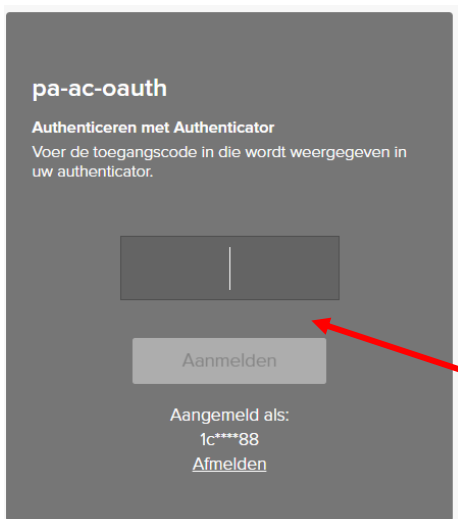 pa-ac-oauth
Authenticeren met Authenticator
Voer de toegangscode in die wordt weergegeven in
uw authenticator.
Aanmelden
Aangemeld als:
1c****88
Afmelden